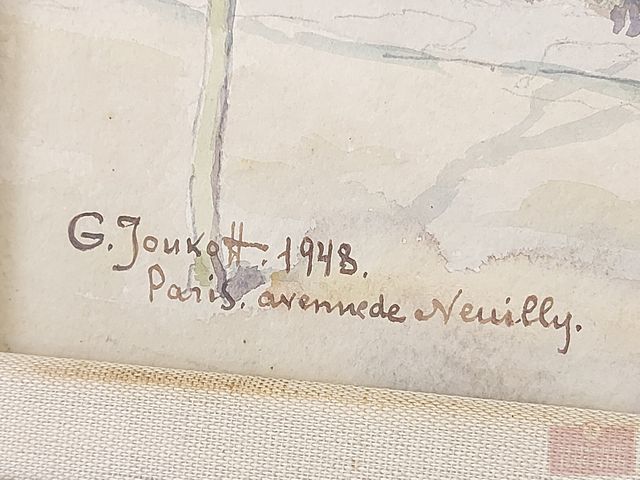 G. Joukoff. 1948.
Paris. avenue de Neuilly.